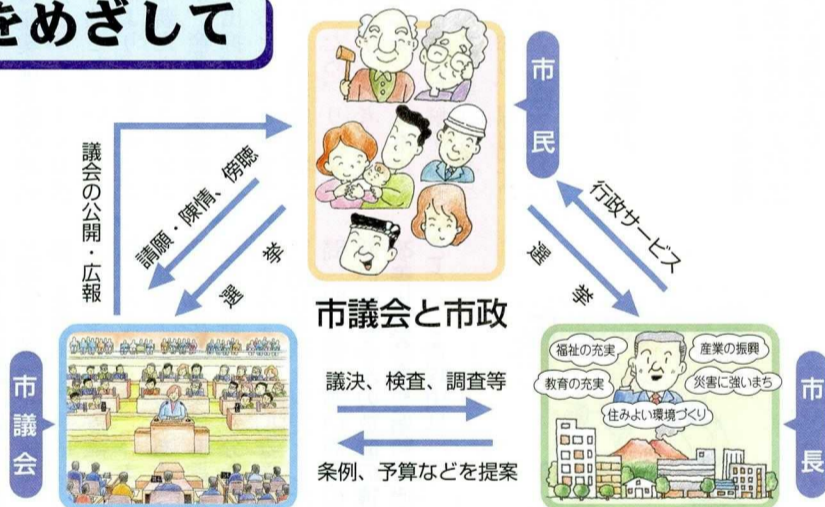 をめざして
市民
議会の公開・広報
請願・陳情、傍聴
選挙
選挙
行政サービス
市議会と市政
市議会
議決、検査、調査等
条例、予算などを提案
福祉の充実
産業の振興
教育の充実
災害に強いまち
住みよい環境づくり
市長